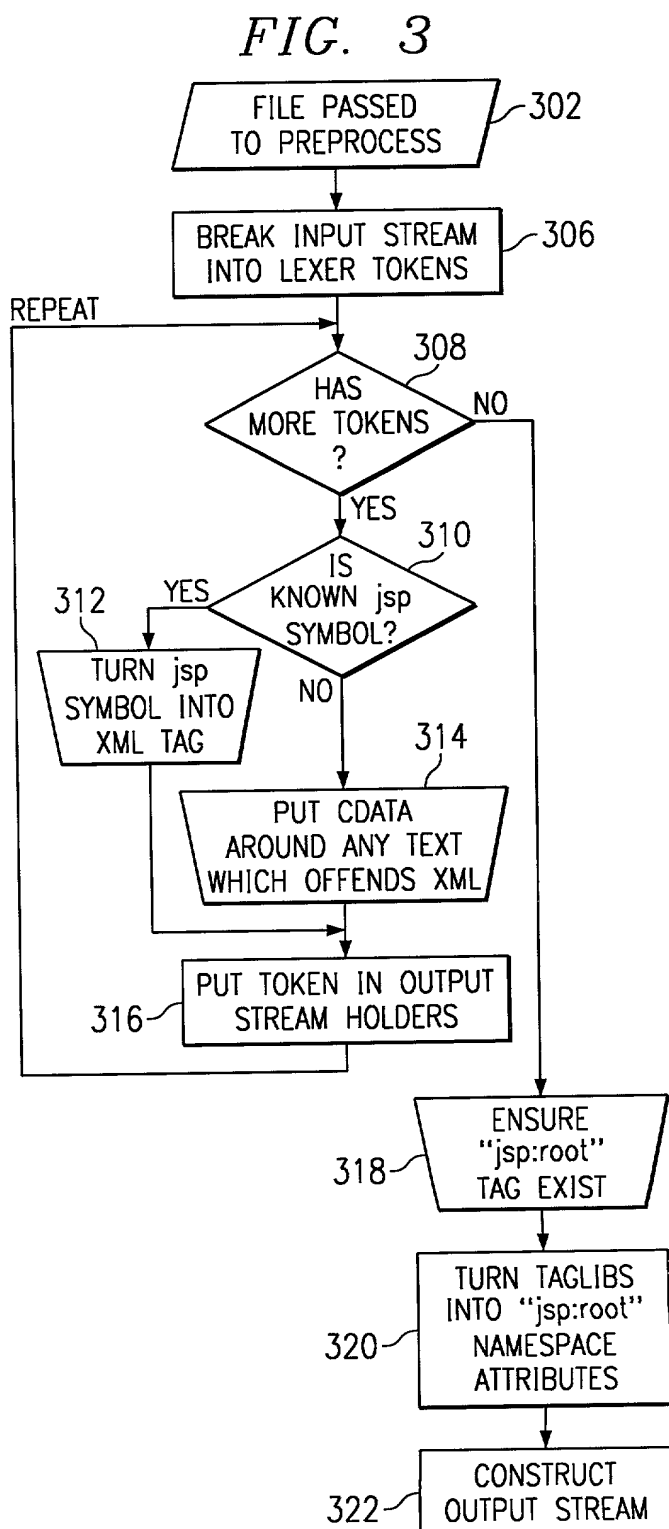 FIG. 3
FILE PASSED
TO PREPROCESS
302
BREAK INPUT STREAM
INTO LEXER TOKENS
306
REPEAT
308
HAS
MORE TOKENS
?
NO
YES
310
IS
KNOWN jsp
SYMBOL?
YES
312
TURN jsp
SYMBOL INTO
XML TAG
NO
314
PUT CDATA
AROUND ANY TEXT
WHICH OFFENDS XML
316
PUT TOKEN IN OUTPUT
STREAM HOLDERS
318
ENSURE
“jsp:root”
TAG EXIST
320
TURN TAGLIBS
INTO “jsp:root”
NAMESPACE
ATTRIBUTES
322
CONSTRUCT
OUTPUT STREAM